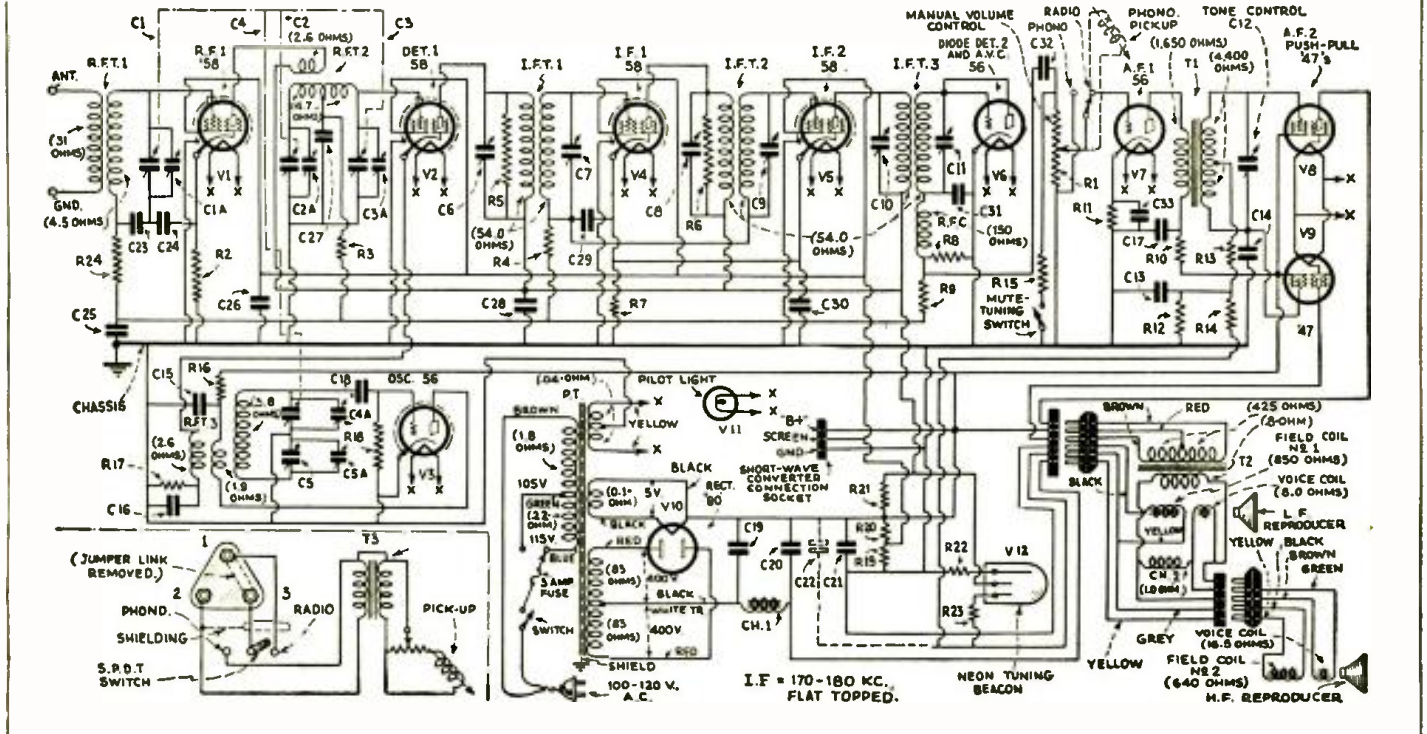 C1
C4
C2
C3
(2.6 OHMS)
MANUAL VOLUME
CONTROL
RADIO
PHONO
C32
PHONO.
PICKUP
TONE CONTROL
C12
ANT.
R.F.T.1
R.F.1
'58
R.F.T.2
DET.1
58
I.F.T.1
I.F.1
58
I.F.T.2
I.F.2
58
I.F.T.3
DIODE DET.2
AND A.V.C.
56
A.F.1
56
(1,650 OHMS)
T1
(4,400
OHMS)
A.F.2
PUSH-PULL
'47'S
(31
OHMS)
OHMS)
V1
V2
V4
V5
V6
V7
V8
V9
'47
X X
X X
X X
X X
X X
X X
X
X
GND.
(4.5 OHMS)
C1A
C23
C24
R24
R2
C2A
C27
C3A
R3
C6
R5
C7
(54.0
OHMS)
R4
C29
C8
R6
C9
(54.0
OHMS)
C10
C11
C31
R.F.C.
(150
OHMS)
R8
R1
R11
C33
C17
R10
R13
C14
C25
C26
C28
R7
C30
R9
R15
MUTE-
TUNING
SWITCH
C13
R12
R14
CHASSIS
C15
R16
RFT3
(2.6
OHMS)
R17
C16
(1.9
OHMS)
OHMS)
C18
C4A
R18
C5
C5A
OSC. 56
V3
X X
(.04-OHM)
P.T.
BROWN
YELLOW
X
X
PILOT LIGHT
V11
X
X
B+
SCREEN
GND
SHORT-WAVE
CONVERTER
CONNECTION
SOCKET
(1.8
OHMS)
105V
GREEN
(.22
OHM)
115V.
BLUE
3 AMP
FUSE
SWITCH
(0.1-
OHM)
5V
BLACK
BLACK
RECT.
80
V10
RED
(85
OHMS)
400V
BLACK
WHITE TR.
(83
OHMS)
400V.
RED
SHIELD
100-120 V.
A.C.
C19
C20
C22
C21
CH.1
R21
R20
R19
R22
R23
V12
NEON TUNING
BEACON
I.F = 170-180 KC.
FLAT TOPPED.
BROWN
RED
(425 OHMS)
FIELD COIL
Nº 1
(850 OHMS)
T2
BLACK
VOICE COIL
(8.0 OHMS)
L.F.
REPRODUCER
YELLOW
YELLOW
BLACK
BROWN
GREEN
GREY
YELLOW
VOICE COIL
(16.5 OHMS)
FIELD COIL
Nº 2
(640 OHMS)
H.F. REPRODUCER
1
(JUMPER LINK
REMOVED.)
2
3
PHONO.
RADIO
SHIELDING
S.P.D.T
SWITCH
T3
PICK-UP